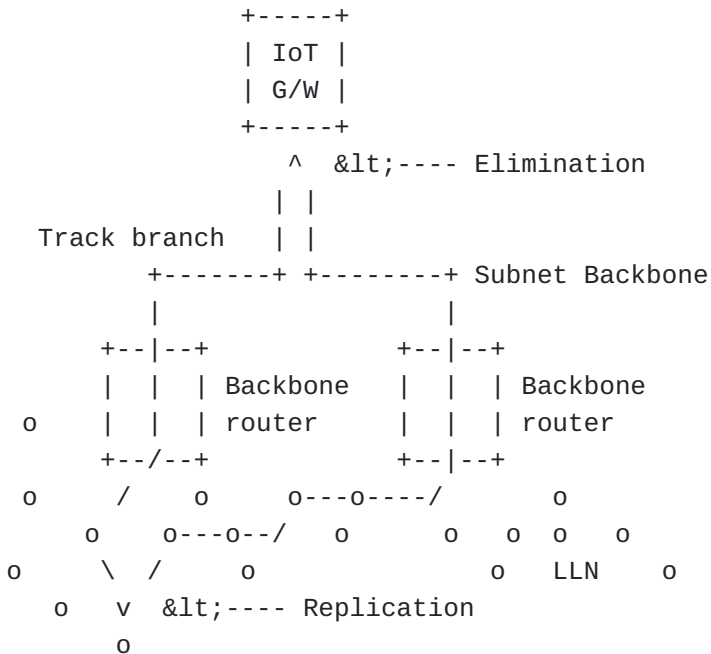 +-----+
| IoT |
| G/W |
+-----+
^ &lt;---- Elimination
| |
Track branch | |
+-------+ +--------+ Subnet Backbone
| |
+--|--+ +--|--+
| | | Backbone | | | Backbone
o | | | router | | | router
+--/--+ +--|--+
o / o o---o----/ o
o o---o--/ o o o o o
o \ / o o LLN o
o v &lt;---- Replication
o